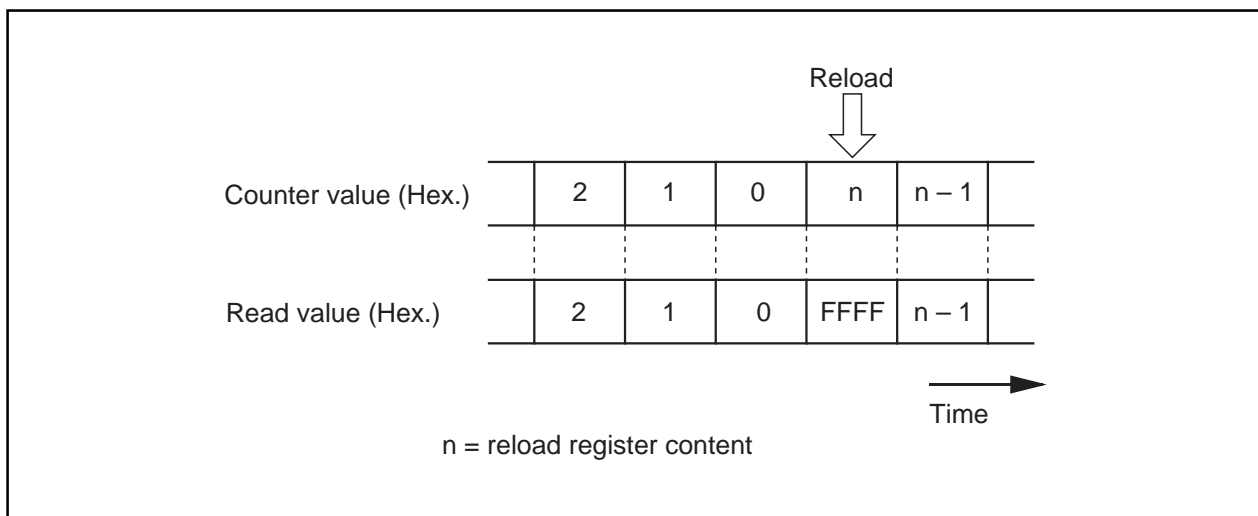 Reload
Counter value (Hex.) 2 1 0 n n – 1
Read value (Hex.) 2 1 0 FFFF n – 1
Time
n = reload register content